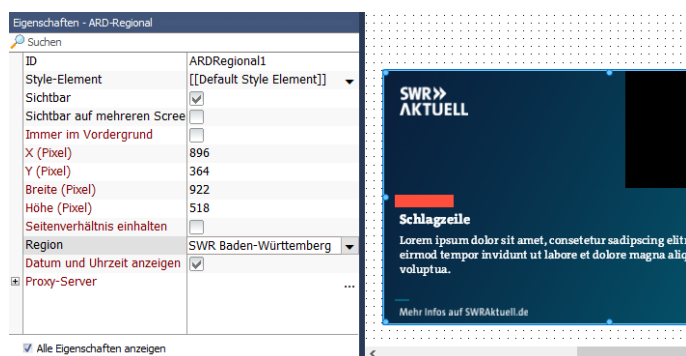 Eigenschaften - ARD-Regional
Suchen
ID ARDRegional1
Style-Element [[Default Style Element]]
Sichtbar
Sichtbar auf mehreren Scree
Immer im Vordergrund
X (Pixel) 896
Y (Pixel) 364
Breite (Pixel) 922
Höhe (Pixel) 518
Seitenverhältnis einhalten
Region SWR Baden-Württemberg
Datum und Uhrzeit anzeigen
Proxy-Server ...
Alle Eigenschaften anzeigen
SWR»
AKTUELL
Schlagzeile
Lorem ipsum dolor sit amet, consetetur sadipscing elitr
eirmod tempor invidunt ut labore et dolore magna aliq
voluptua.
Mehr Infos auf SWRAktuell.de